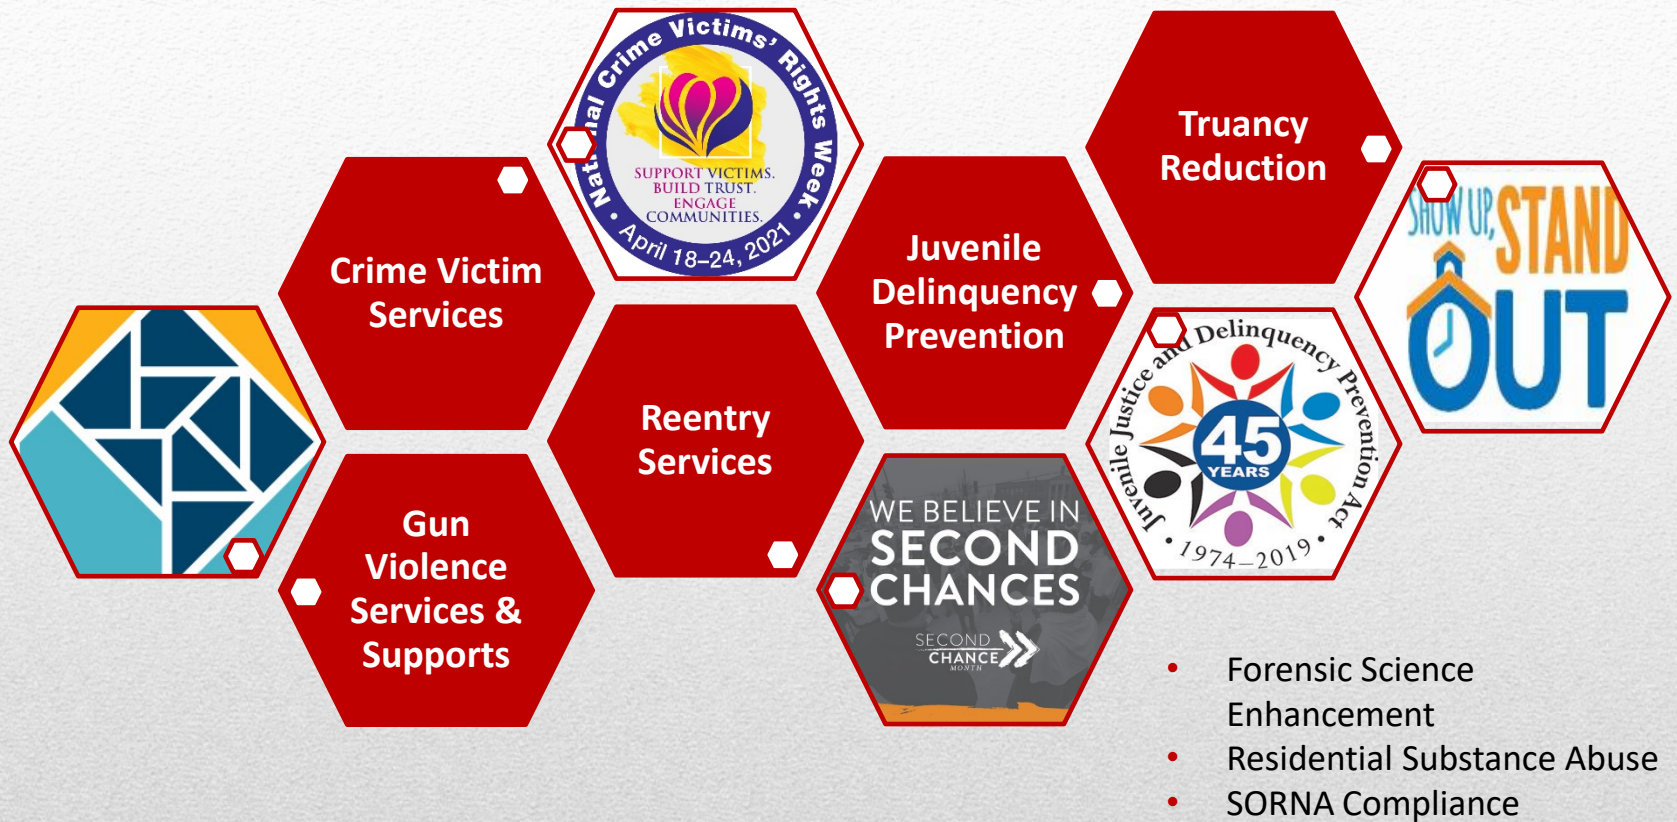 National Crime Victims' Rights Week
SUPPORT VICTIMS.
BUILD TRUST.
ENGAGE
COMMUNITIES.
April 18–24, 2021
Truancy
Reduction
Crime Victim
Services
Juvenile
Delinquency
Prevention
SHOW UP, STAND
OUT
Reentry
Services
Juvenile Justice and Delinquency Prevention Act
45
YEARS
1974–2019
Gun
Violence
Services &
Supports
WE BELIEVE IN
SECOND
CHANCES
SECOND
CHANCE
MONTH
• Forensic Science
Enhancement
• Residential Substance Abuse
• SORNA Compliance